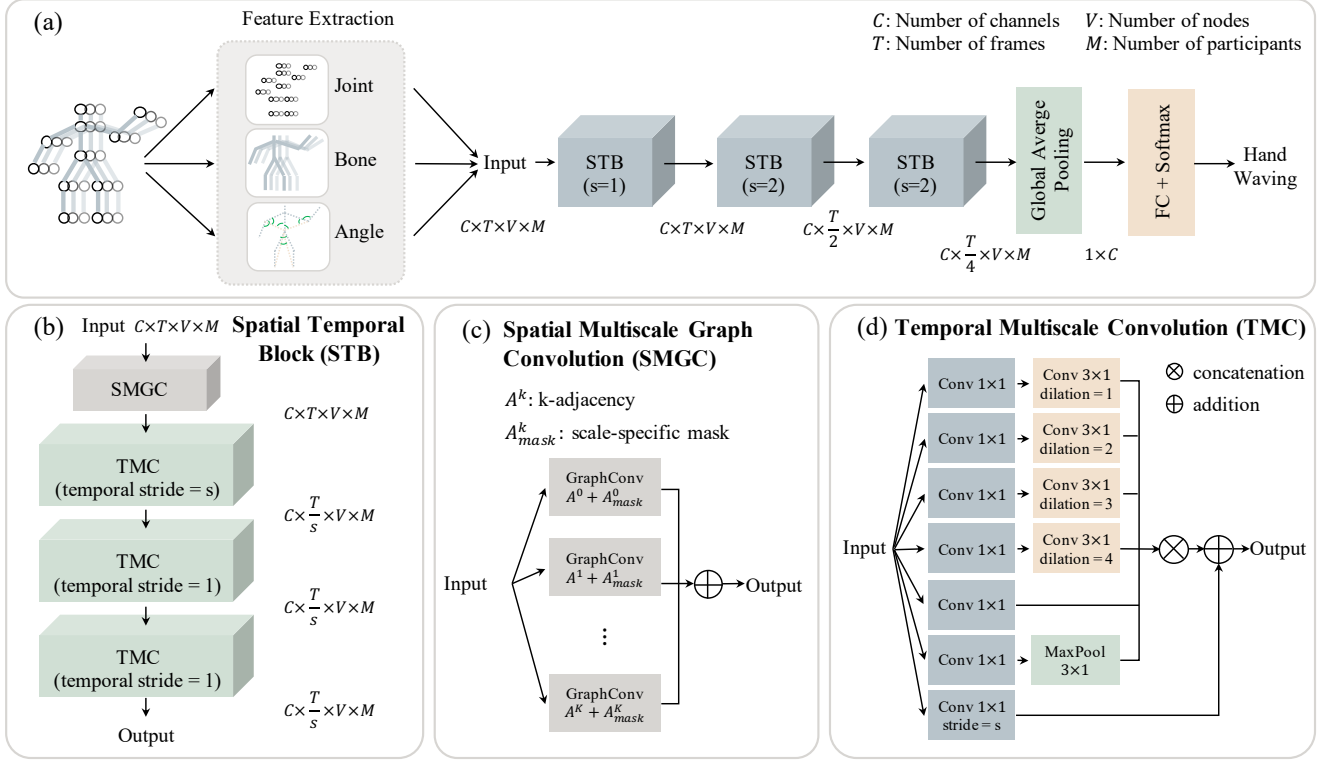 (a)
Feature Extraction
Joint
Bone
Angle
C: Number of channels
V: Number of nodes
T: Number of frames
M: Number of participants
Input
C×T×V×M
STB
(s=1)
C×T×V×M
STB
(s=2)
C×T/2×V×M
STB
(s=2)
C×T/4×V×M
Global Averge
Pooling
1×C
FC + Softmax
Hand
Waving
(b)
Input C×T×V×M
Spatial Temporal
Block (STB)
SMGC
C×T×V×M
TMC
(temporal stride = s)
C×T/s×V×M
TMC
(temporal stride = 1)
C×T/s×V×M
TMC
(temporal stride = 1)
C×T/s×V×M
Output
(c) Spatial Multiscale Graph
Convolution (SMGC)
A^k: k-adjacency
A^k_mask: scale-specific mask
Input
GraphConv
A^0 + A^0_mask
GraphConv
A^1 + A^1_mask
⋮
GraphConv
A^K + A^K_mask
Output
(d) Temporal Multiscale Convolution (TMC)
Input
Conv 1×1
Conv 3×1
dilation = 1
Conv 1×1
Conv 3×1
dilation = 2
Conv 1×1
Conv 3×1
dilation = 3
Conv 1×1
Conv 3×1
dilation = 4
Conv 1×1
Conv 1×1
MaxPool
3×1
Conv 1×1
stride = s
concatenation
addition
Output